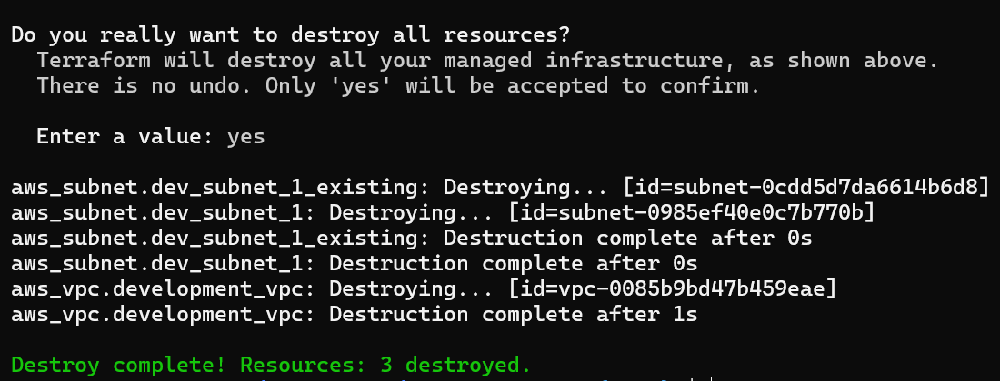 Do you really want to destroy all resources?
Terraform will destroy all your managed infrastructure, as shown above.
There is no undo. Only 'yes' will be accepted to confirm.
Enter a value: yes
aws_subnet.dev_subnet_1_existing: Destroying... [id=subnet-0cdd5d7da6614b6d8]
aws_subnet.dev_subnet_1: Destroying... [id=subnet-0985ef40e0c7b770b]
aws_subnet.dev_subnet_1_existing: Destruction complete after 0s
aws_subnet.dev_subnet_1: Destruction complete after 0s
aws_vpc.development_vpc: Destroying... [id=vpc-0085b9bd47b459eae]
aws_vpc.development_vpc: Destruction complete after 1s
Destroy complete! Resources: 3 destroyed.